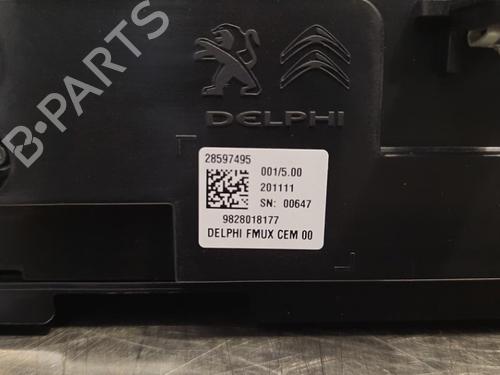 B-PARTS
DELPHI
28597495
001/5.00
201111
SN: 00647
9828018177
DELPHI FMUX CEM 00